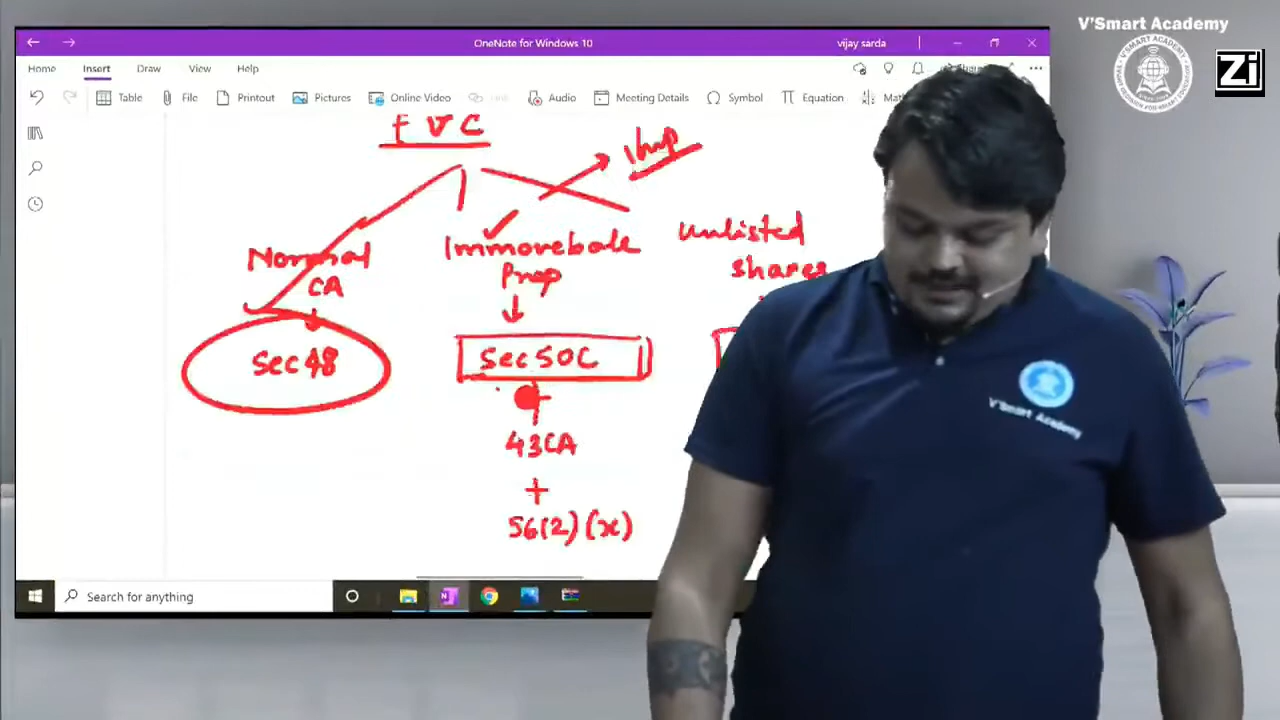 V'Smart Academy
OneNote for Windows 10
vijay sarda
Home
Insert
Draw
View
Help
Table
File
Printout
Pictures
Online Video
Audio
Meeting Details
Symbol
Equation
FVC
Imp
Normal
CA
Immovebale
Prop
Unlisted
shares
Sec 48
Sec 50C
+
43CA
+
56(2)(x)
Search for anything
Zi
V'Smart Academy